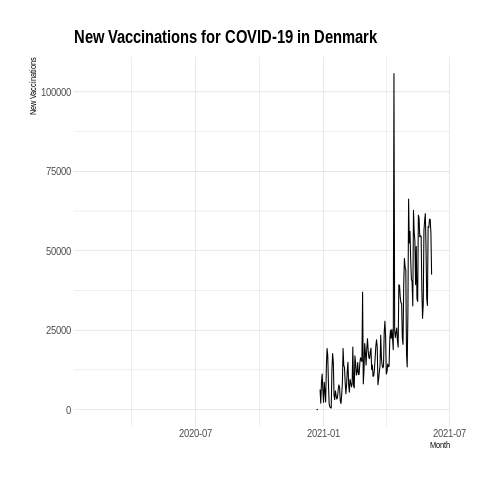 New Vaccinations for COVID-19 in Denmark
New Vaccinations
100000
75000
50000
25000
0
2020-07
2021-01
2021-07
Month